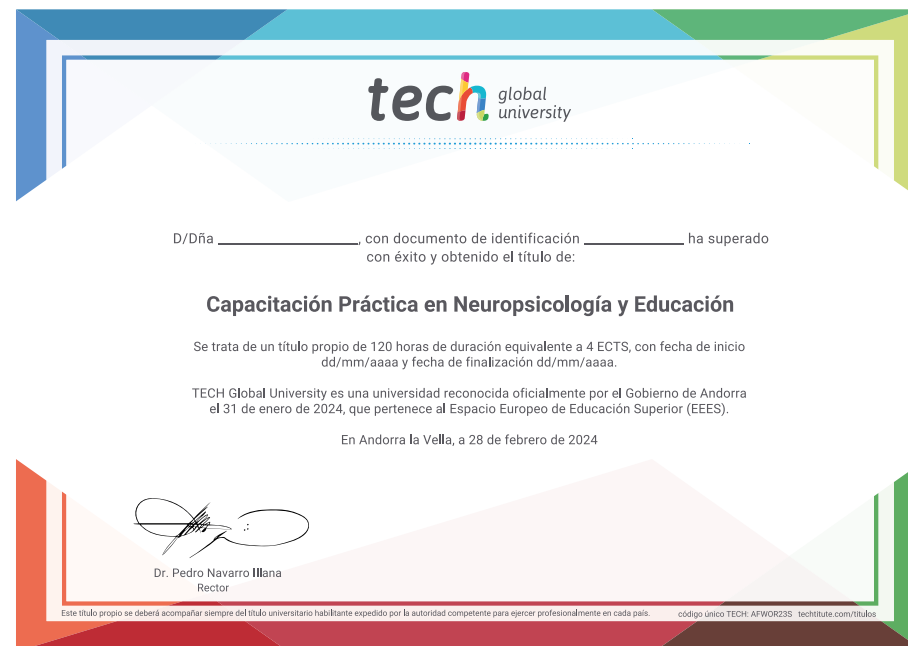 tech global university
D/Dña ____________________, con documento de identificación ______________ ha superado
con éxito y obtenido el título de:
Capacitación Práctica en Neuropsicología y Educación
Se trata de un título propio de 120 horas de duración equivalente a 4 ECTS, con fecha de inicio
dd/mm/aaaa y fecha de finalización dd/mm/aaaa.
TECH Global University es una universidad reconocida oficialmente por el Gobierno de Andorra
el 31 de enero de 2024, que pertenece al Espacio Europeo de Educación Superior (EEES).
En Andorra la Vella, a 28 de febrero de 2024
Dr. Pedro Navarro Illana
Rector
Este título propio se deberá acompañar siempre del título universitario habilitante expedido por la autoridad competente para ejercer profesionalmente en cada país. código único TECH: AFWOR23S techtitute.com/titulos